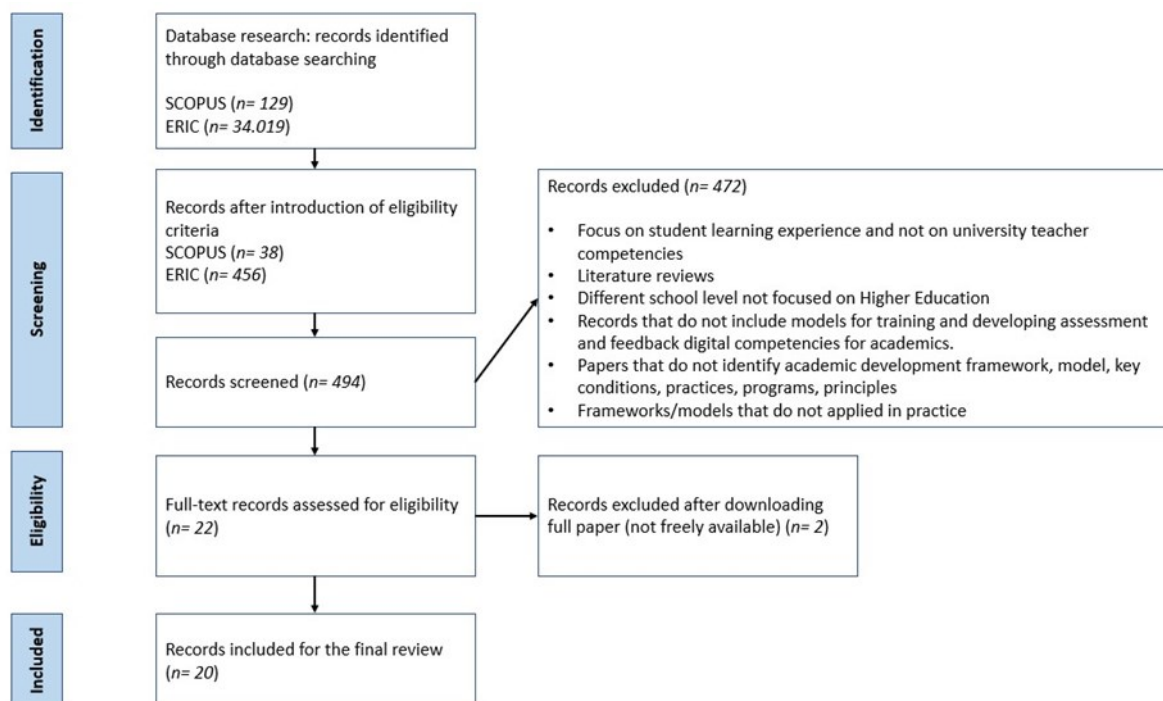 Identification
Database research: records identified
through database searching
SCOPUS (n= 129)
ERIC (n= 34.019)
Screening
Records after introduction of eligibility
criteria
SCOPUS (n= 38)
ERIC (n= 456)
Records screened (n= 494)
Records excluded (n= 472)
• Focus on student learning experience and not on university teacher
competencies
• Literature reviews
• Different school level not focused on Higher Education
• Records that do not include models for training and developing assessment
and feedback digital competencies for academics.
• Papers that do not identify academic development framework, model, key
conditions, practices, programs, principles
• Frameworks/models that do not applied in practice
Eligibility
Full-text records assessed for eligibility
(n= 22)
Records excluded after downloading
full paper (not freely available) (n= 2)
Included
Records included for the final review
(n= 20)